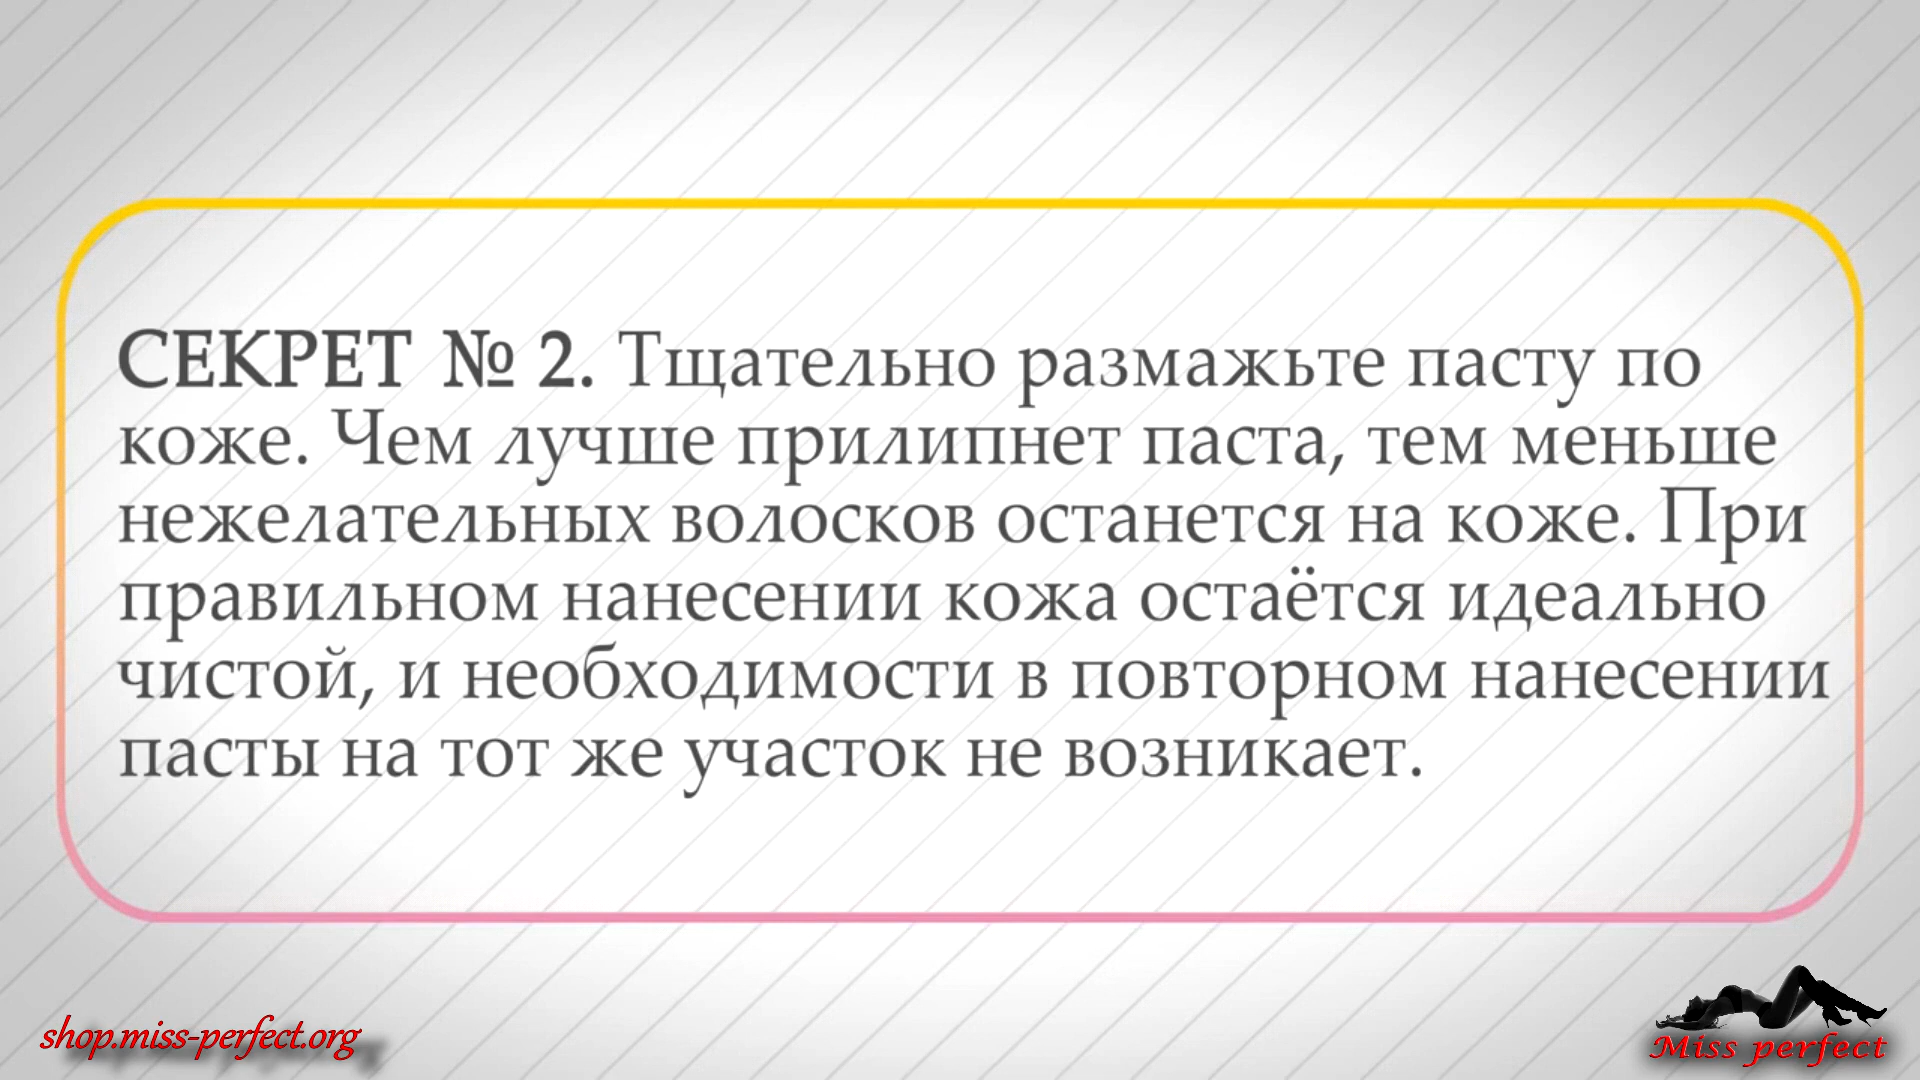 СЕКРЕТ № 2. Тщательно размажьте пасту по
коже. Чем лучше прилипнет паста, тем меньше
нежелательных волосков останется на коже. При
правильном нанесении кожа остаётся идеально
чистой, и необходимости в повторном нанесении
пасты на тот же участок не возникает.
shop.miss-perfect.org
Miss perfect